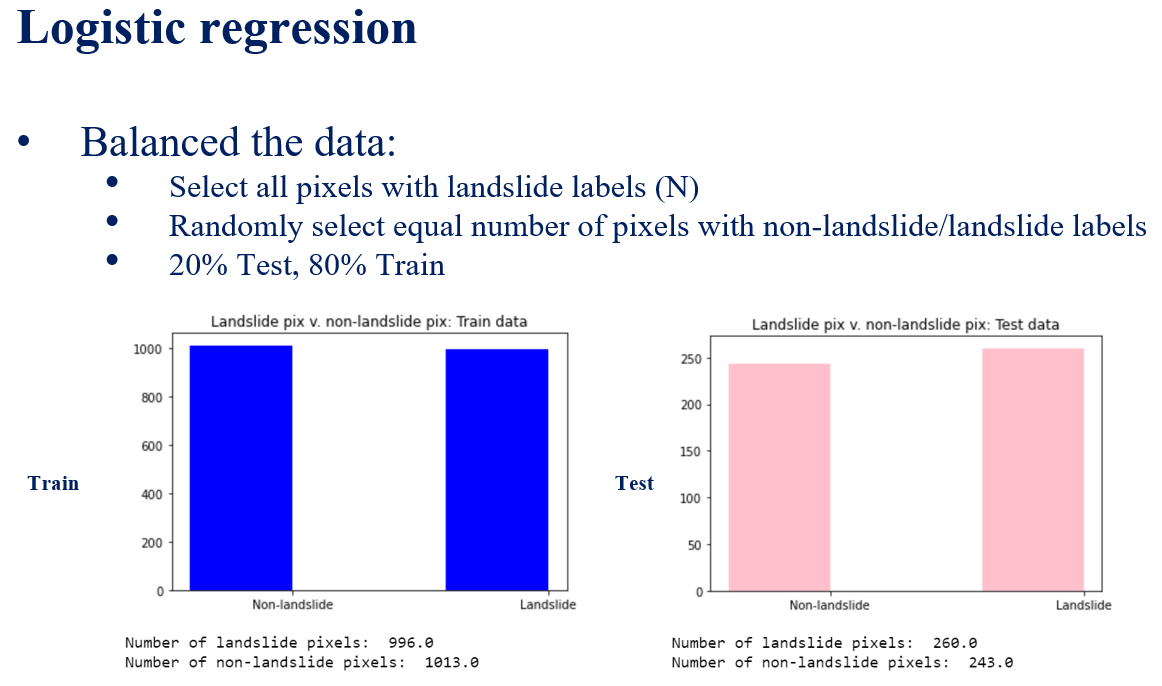 Logistic regression
• Balanced the data:
• Select all pixels with landslide labels (N)
• Randomly select equal number of pixels with non-landslide/landslide labels
• 20% Test, 80% Train
Landslide pix v. non-landslide pix: Train data
1000
800
600
400
200
0
Non-landslide Landslide
Train
Number of landslide pixels:  996.0
Number of non-landslide pixels:  1013.0
Landslide pix v. non-landslide pix: Test data
250
200
150
100
50
0
Non-landslide Landslide
Test
Number of landslide pixels:  260.0
Number of non-landslide pixels:  243.0